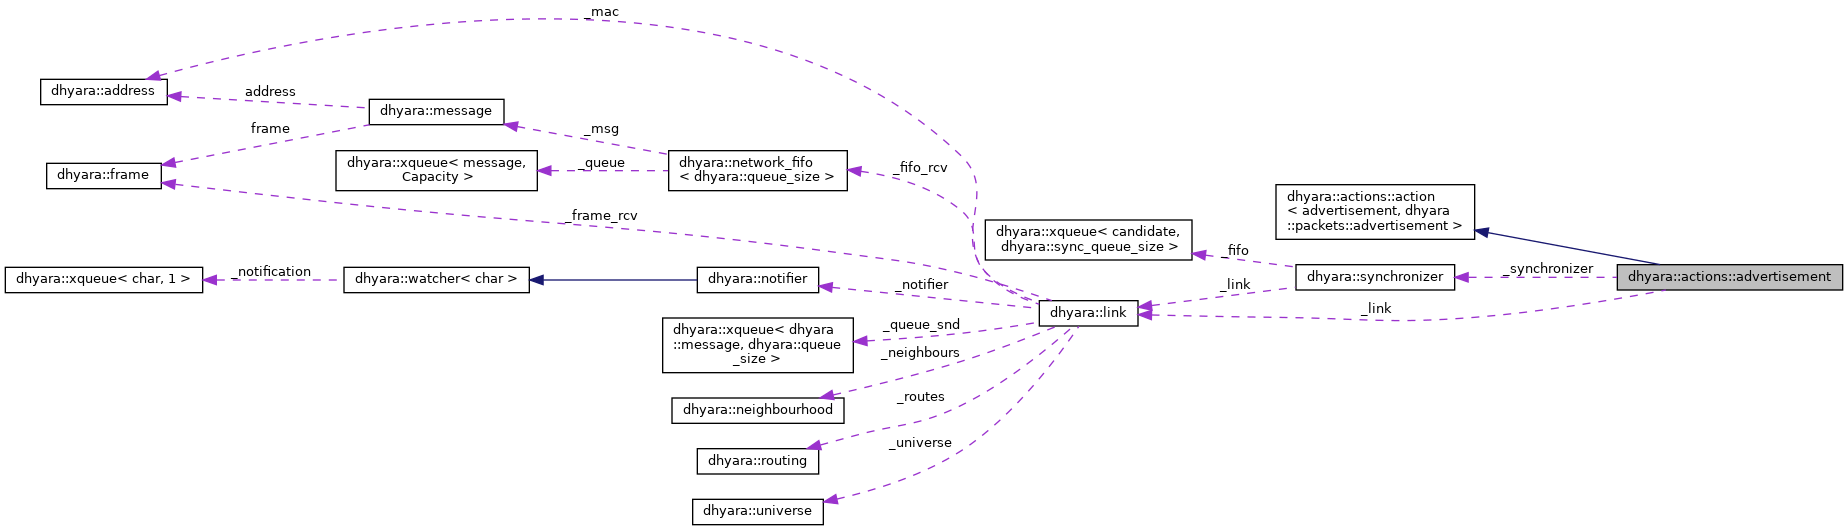 _mac
dhyara::address
address
dhyara::message
frame
_msg
dhyara::xqueue< message,
Capacity >
_queue
dhyara::network_fifo
< dhyara::queue_size >
_fifo_rcv
dhyara::frame
_frame_rcv
dhyara::actions::action
< advertisement, dhyara
::packets::advertisement >
dhyara::xqueue< candidate,
dhyara::sync_queue_size >
_fifo
dhyara::xqueue< char, 1 >
_notification
dhyara::watcher< char >
dhyara::notifier
_notifier
dhyara::synchronizer
_synchronizer
dhyara::actions::advertisement
_link
dhyara::link
_link
dhyara::xqueue< dhyara
::message, dhyara::queue
_size >
_queue_snd
_neighbours
dhyara::neighbourhood
_routes
dhyara::routing
_universe
dhyara::universe